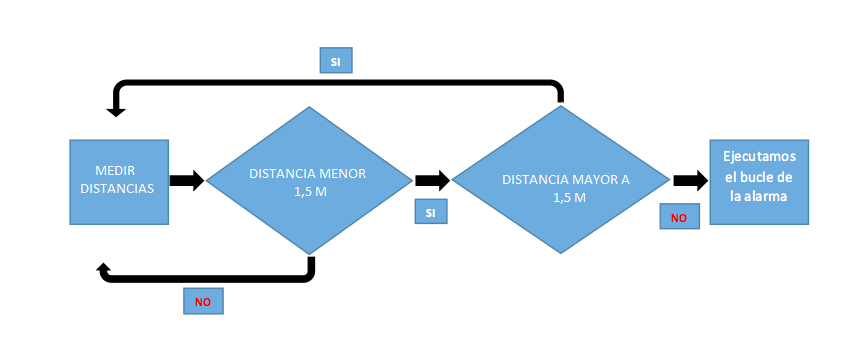 SI
MEDIR
DISTANCIAS
DISTANCIA MENOR
1,5 M
SI
DISTANCIA MAYOR A
1,5 M
NO
Ejecutamos
el bucle de
la alarma
NO